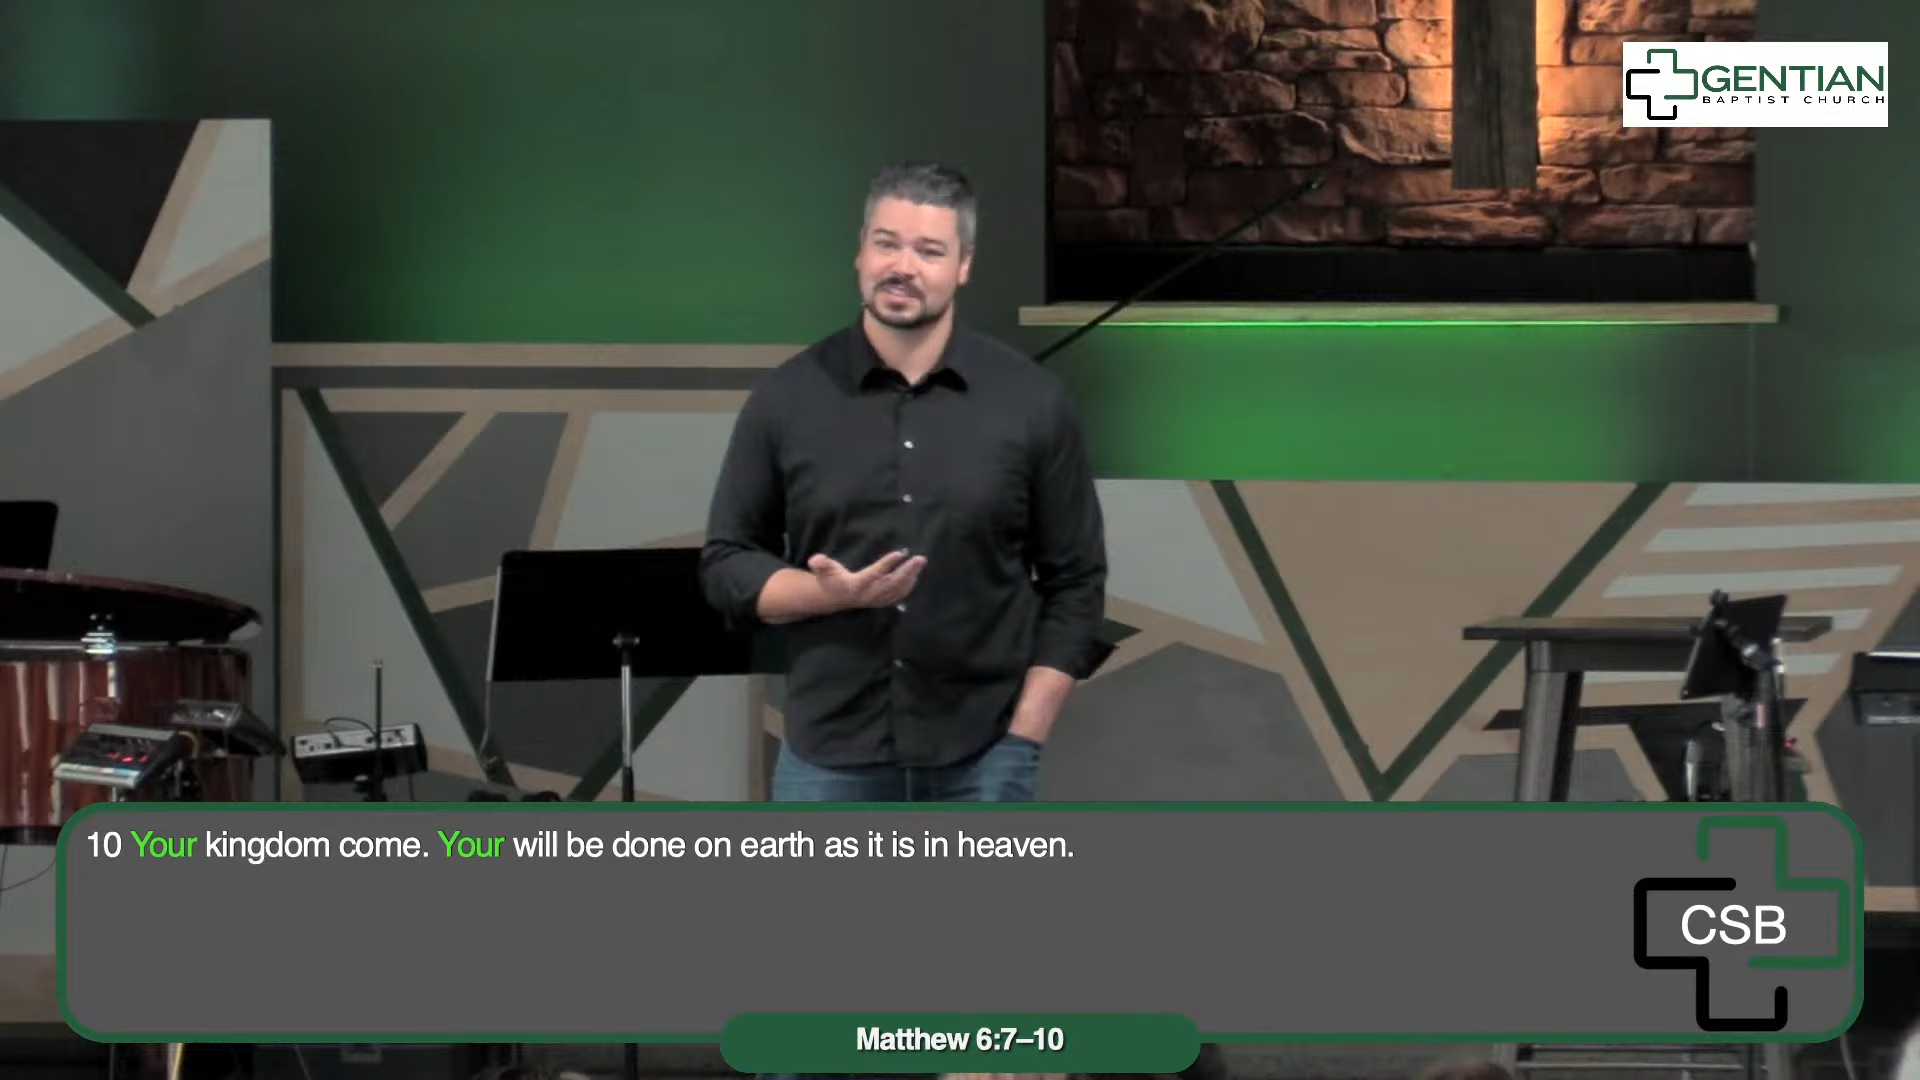 GENTIAN
BAPTIST CHURCH
10 Your kingdom come. Your will be done on earth as it is in heaven.
CSB
Matthew 6:7–10